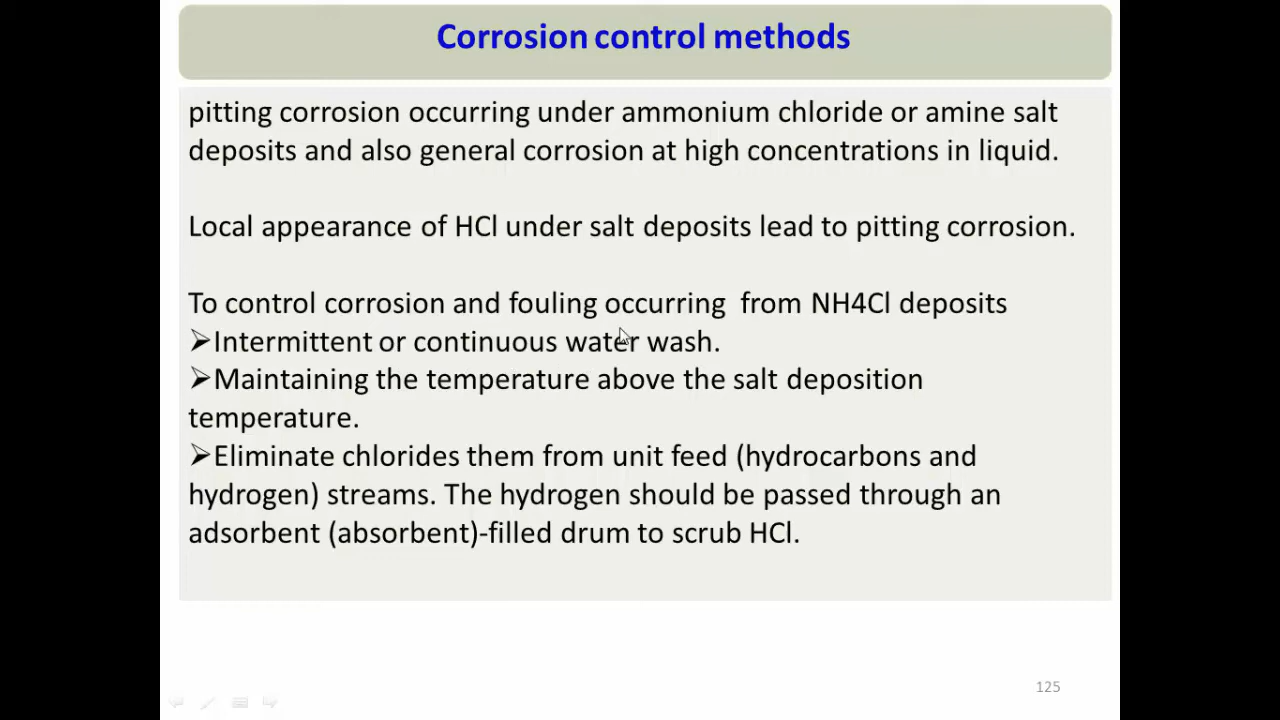 Corrosion control methods
pitting corrosion occurring under ammonium chloride or amine salt
deposits and also general corrosion at high concentrations in liquid.
Local appearance of HCl under salt deposits lead to pitting corrosion.
To control corrosion and fouling occurring  from NH4Cl deposits
➢Intermittent or continuous water wash.
➢Maintaining the temperature above the salt deposition
temperature.
➢Eliminate chlorides them from unit feed (hydrocarbons and
hydrogen) streams. The hydrogen should be passed through an
adsorbent (absorbent)-filled drum to scrub HCl.
125